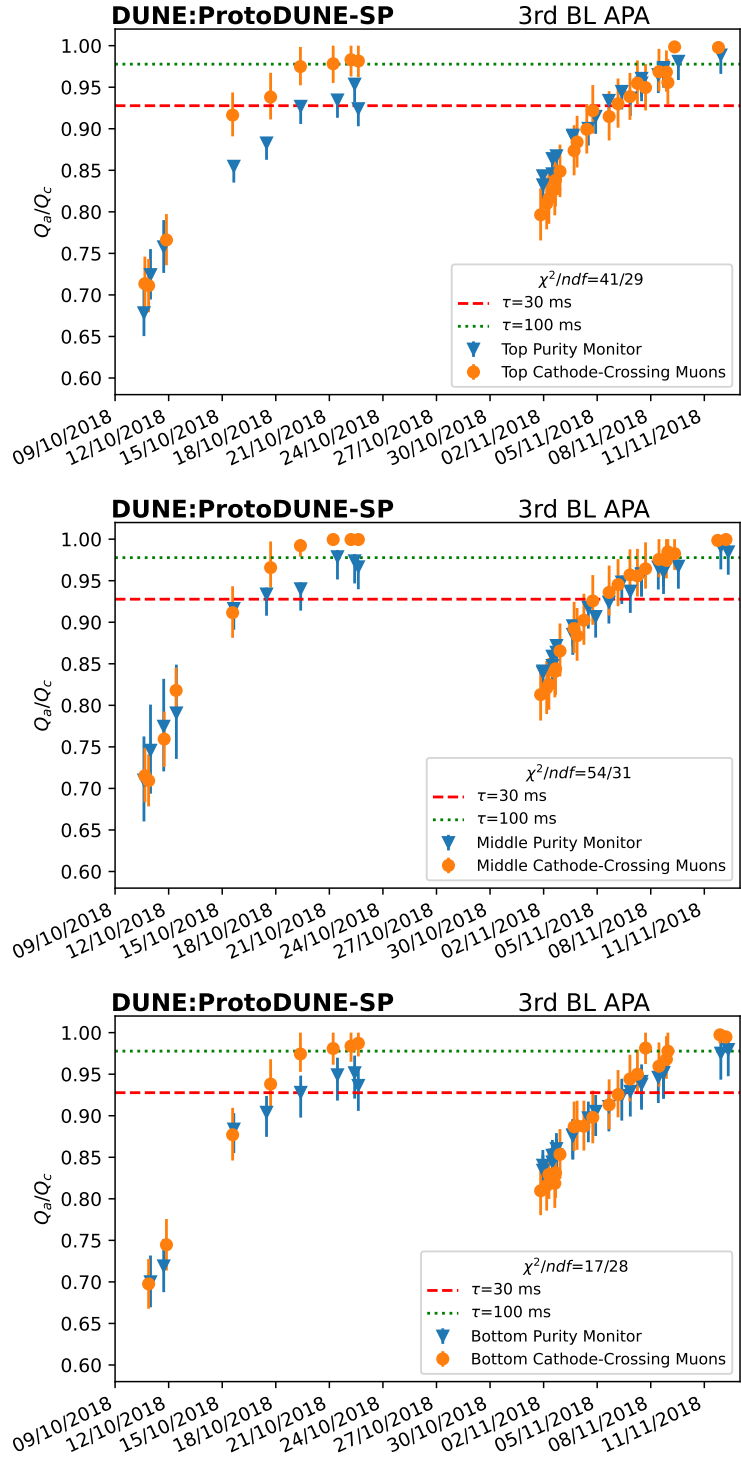 DUNE:ProtoDUNE-SP 3rd BL APA
1.00
0.95
0.90
0.85
0.80
0.75
0.70
0.65
0.60
Q_a/Q_c
χ²/ndf=41/29
τ=30 ms
τ=100 ms
Top Purity Monitor
Top Cathode-Crossing Muons
09/10/2018 12/10/2018 15/10/2018 18/10/2018 21/10/2018 24/10/2018 27/10/2018 30/10/2018 02/11/2018 05/11/2018 08/11/2018 11/11/2018
DUNE:ProtoDUNE-SP 3rd BL APA
1.00
0.95
0.90
0.85
0.80
0.75
0.70
0.65
0.60
Q_a/Q_c
χ²/ndf=54/31
τ=30 ms
τ=100 ms
Middle Purity Monitor
Middle Cathode-Crossing Muons
09/10/2018 12/10/2018 15/10/2018 18/10/2018 21/10/2018 24/10/2018 27/10/2018 30/10/2018 02/11/2018 05/11/2018 08/11/2018 11/11/2018
DUNE:ProtoDUNE-SP 3rd BL APA
1.00
0.95
0.90
0.85
0.80
0.75
0.70
0.65
0.60
Q_a/Q_c
χ²/ndf=17/28
τ=30 ms
τ=100 ms
Bottom Purity Monitor
Bottom Cathode-Crossing Muons
09/10/2018 12/10/2018 15/10/2018 18/10/2018 21/10/2018 24/10/2018 27/10/2018 30/10/2018 02/11/2018 05/11/2018 08/11/2018 11/11/2018